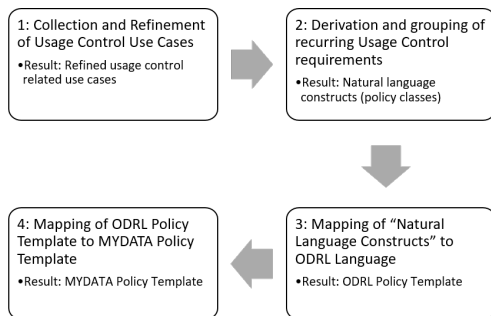 1: Collection and Refinement
of Usage Control Use Cases
•Result: Refined usage control
related use cases
2: Derivation and grouping of
recurring Usage Control
requirements
•Result: Natural language
constructs (policy classes)
3: Mapping of “Natural
Language Constructs” to
ODRL Language
•Result: ODRL Policy Template
4: Mapping of ODRL Policy
Template to MYDATA Policy
Template
•Result: MYDATA Policy Template